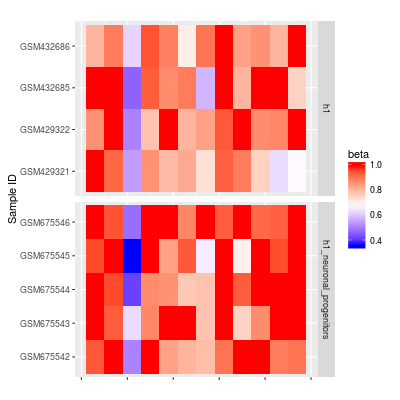 Sample ID
GSM432686
GSM432685
GSM429322
GSM429321
h1
GSM675546
GSM675545
GSM675544
GSM675543
GSM675542
h1_neuronal_progenitors
beta
1.0
0.8
0.6
0.4